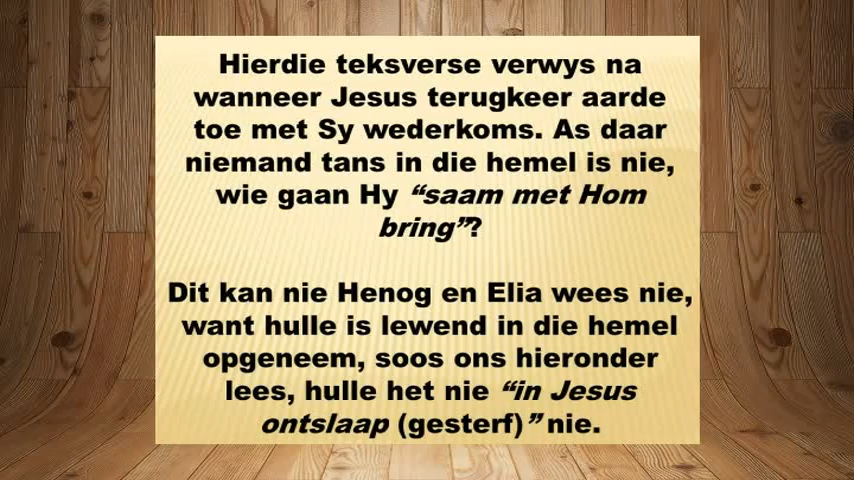 Hierdie teksverse verwys na
wanneer Jesus terugkeer aarde
toe met Sy wederkoms. As daar
niemand tans in die hemel is nie,
wie gaan Hy “saam met Hom
bring”?
Dit kan nie Henog en Elia wees nie,
want hulle is lewend in die hemel
opgeneem, soos ons hieronder
lees, hulle het nie “in Jesus
ontslaap (gesterf)” nie.